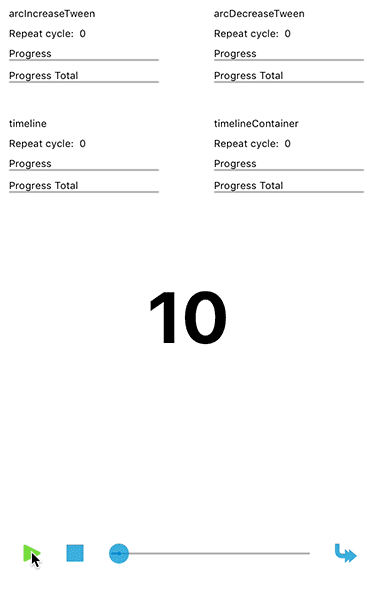 arcIncreaseTween
Repeat cycle: 0
Progress
Progress Total
arcDecreaseTween
Repeat cycle: 0
Progress
Progress Total
timeline
Repeat cycle: 0
Progress
Progress Total
timelineContainer
Repeat cycle: 0
Progress
Progress Total
10